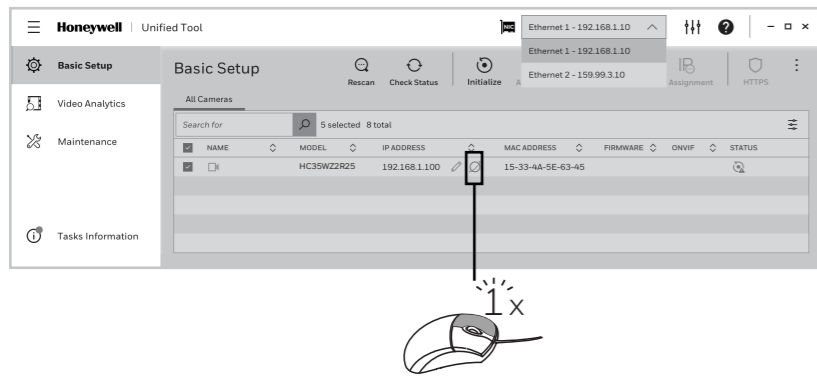 Honeywell | Unified Tool
NIC
Ethernet 1 - 192.168.1.10
Ethernet 1 - 192.168.1.10
Ethernet 2 - 159.99.3.10
Basic Setup
Video Analytics
Maintenance
Tasks Information
Basic Setup
Rescan
Check Status
Initialize
A
Assignment
HTTPS
All Cameras
Search for
5 selected 8 total
NAME MODEL IP ADDRESS MAC ADDRESS FIRMWARE ONVIF STATUS
HC35WZ2R25 192.168.1.100 15-33-4A-5E-63-45
1 x